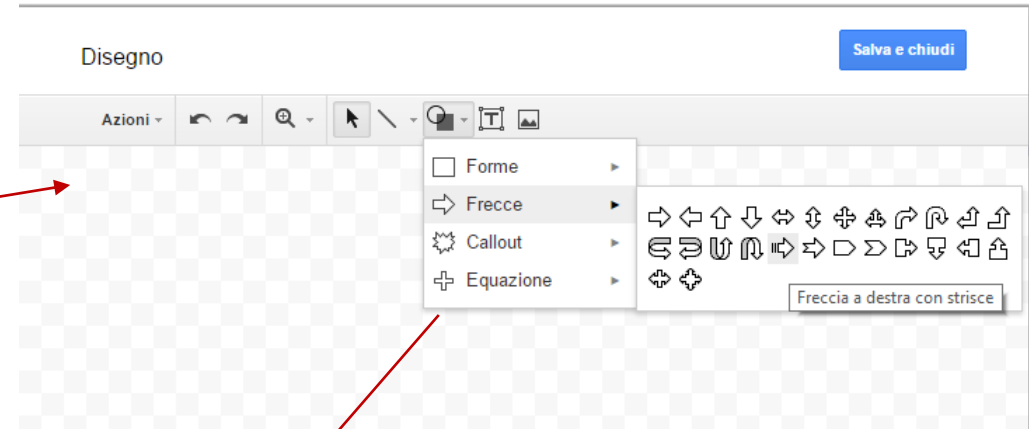 Disegno
Salva e chiudi
Azioni
T
Forme
Frecce
Callout
Equazione
Freccia a destra con strisce